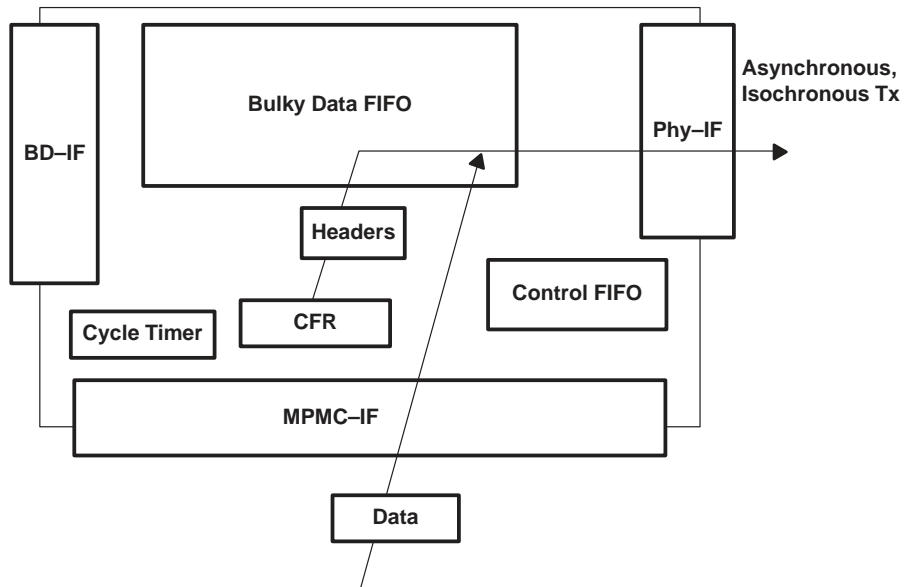 Asynchronous,
Isochronous Tx
Bulky Data FIFO
Phy–IF
BD–IF
Headers
Control FIFO
CFR
Cycle Timer
MPMC–IF
Data